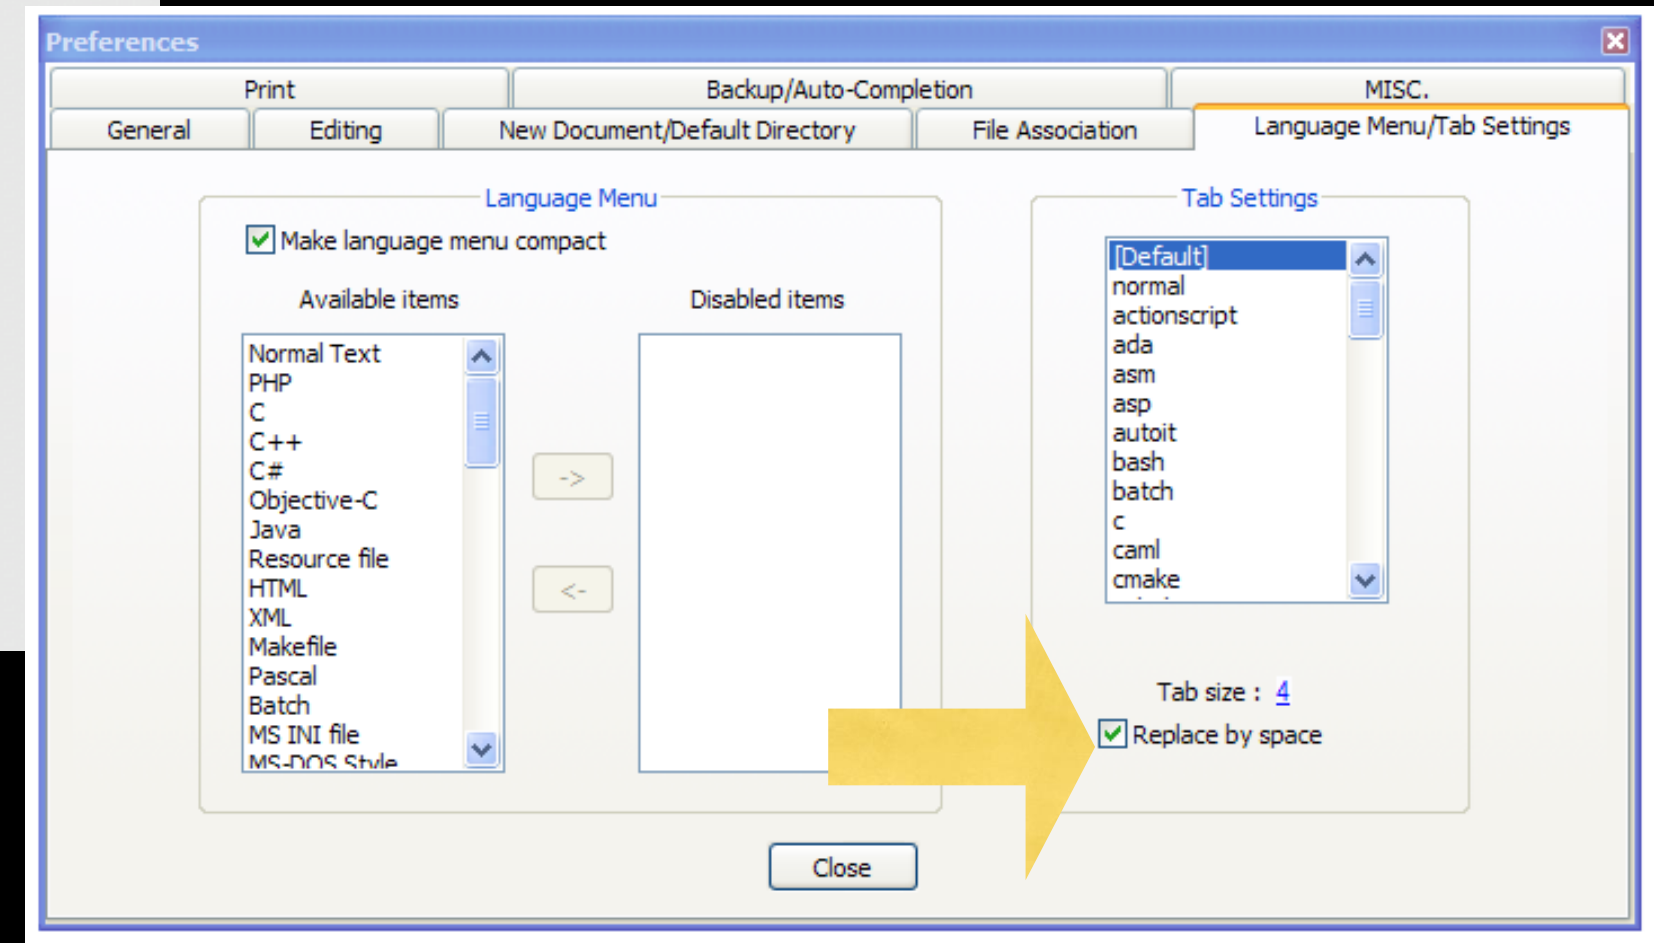 Preferences
Print
Backup/Auto-Completion
MISC.
General
Editing
New Document/Default Directory
File Association
Language Menu/Tab Settings
Language Menu
Make language menu compact
Available items
Disabled items
Normal Text
PHP
C
C++
C#
Objective-C
Java
Resource file
HTML
XML
Makefile
Pascal
Batch
MS INI file
MS-DOS Style
->
<-
Tab Settings
[Default]
normal
actionscript
ada
asm
asp
autoit
bash
batch
c
caml
cmake
Tab size : 4
Replace by space
Close